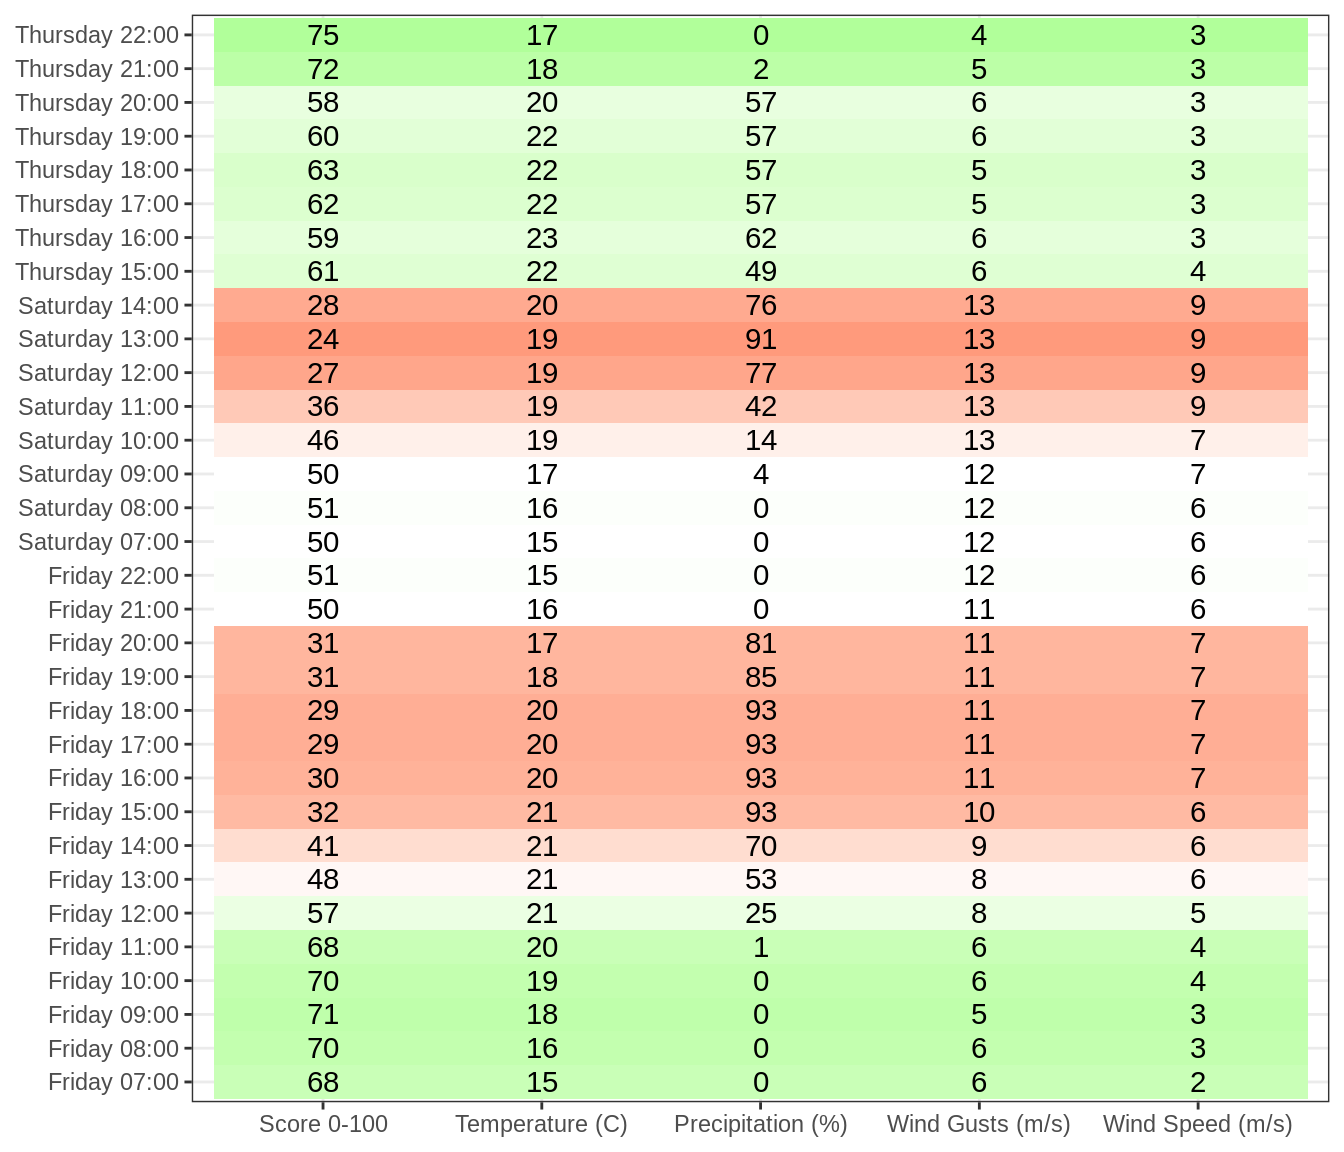 Thursday 22:00 75 17 0 4 3
Thursday 21:00 72 18 2 5 3
Thursday 20:00 58 20 57 6 3
Thursday 19:00 60 22 57 6 3
Thursday 18:00 63 22 57 5 3
Thursday 17:00 62 22 57 5 3
Thursday 16:00 59 23 62 6 3
Thursday 15:00 61 22 49 6 4
Saturday 14:00 28 20 76 13 9
Saturday 13:00 24 19 91 13 9
Saturday 12:00 27 19 77 13 9
Saturday 11:00 36 19 42 13 9
Saturday 10:00 46 19 14 13 7
Saturday 09:00 50 17 4 12 7
Saturday 08:00 51 16 0 12 6
Saturday 07:00 50 15 0 12 6
Friday 22:00 51 15 0 12 6
Friday 21:00 50 16 0 11 6
Friday 20:00 31 17 81 11 7
Friday 19:00 31 18 85 11 7
Friday 18:00 29 20 93 11 7
Friday 17:00 29 20 93 11 7
Friday 16:00 30 20 93 11 7
Friday 15:00 32 21 93 10 6
Friday 14:00 41 21 70 9 6
Friday 13:00 48 21 53 8 6
Friday 12:00 57 21 25 8 5
Friday 11:00 68 20 1 6 4
Friday 10:00 70 19 0 6 4
Friday 09:00 71 18 0 5 3
Friday 08:00 70 16 0 6 3
Friday 07:00 68 15 0 6 2
Score 0-100 Temperature (C) Precipitation (%) Wind Gusts (m/s) Wind Speed (m/s)